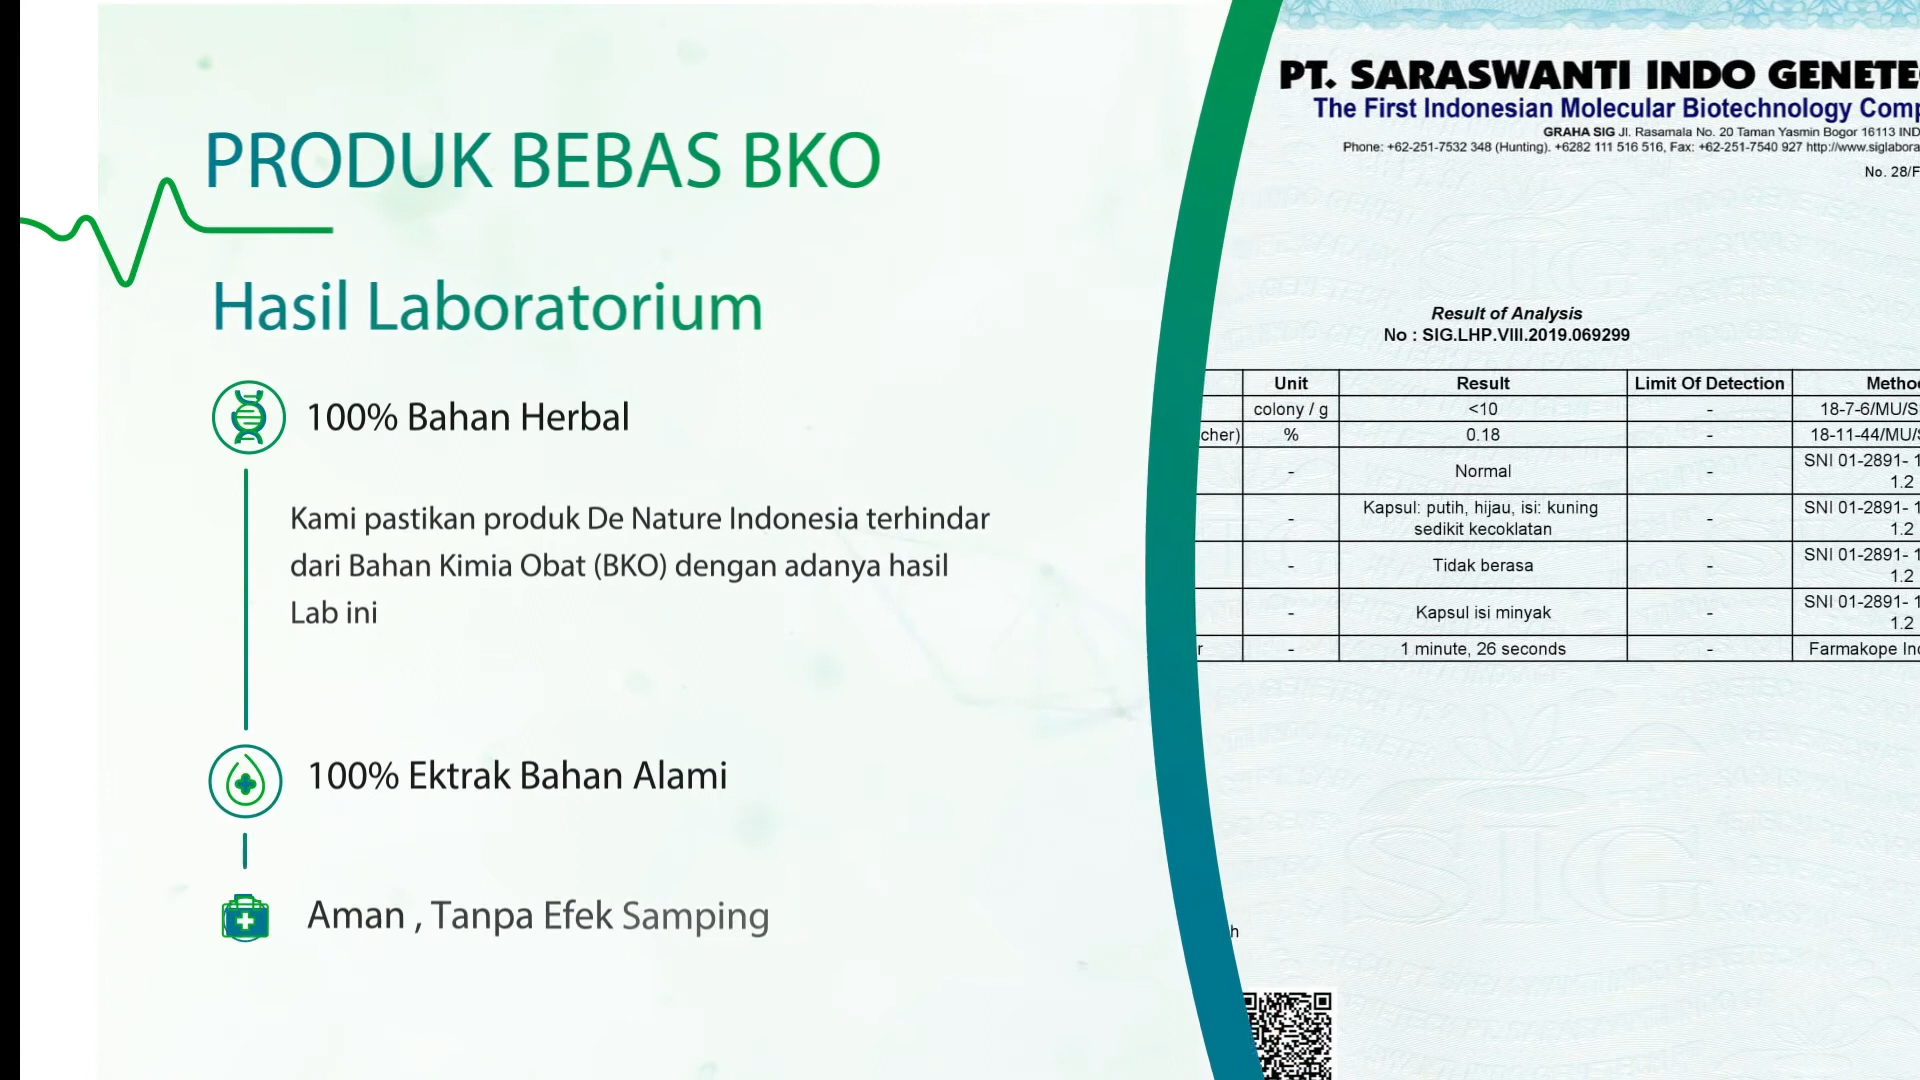 PRODUK BEBAS BKO
Hasil Laboratorium
100% Bahan Herbal
Kami pastikan produk De Nature Indonesia terhindar
dari Bahan Kimia Obat (BKO) dengan adanya hasil
Lab ini
100% Ektrak Bahan Alami
Aman , Tanpa Efek Samping
PT. SARASWANTI INDO GENETE
The First Indonesian Molecular Biotechnology Comp
GRAHA SIG Jl. Rasamala No. 20 Taman Yasmin Bogor 16113 IND
Phone: +62-251-7532 348 (Hunting). +6282 111 516 516, Fax: +62-251-7540 927 http://www.siglabora
No. 28/F
Result of Analysis
No : SIG.LHP.VIII.2019.069299
Unit Result Limit Of Detection Metho
colony / g <10 - 18-7-6/MU/S
cher) % 0.18 - 18-11-44/MU/
- Normal - SNI 01-2891- 1
1.2
- Kapsul: putih, hijau, isi: kuning - SNI 01-2891- 1
sedikit kecoklatan 1.2
- Tidak berasa - SNI 01-2891- 1
1.2
- Kapsul isi minyak - SNI 01-2891- 1
1.2
r - 1 minute, 26 seconds - Farmakope Ind
h
SIG